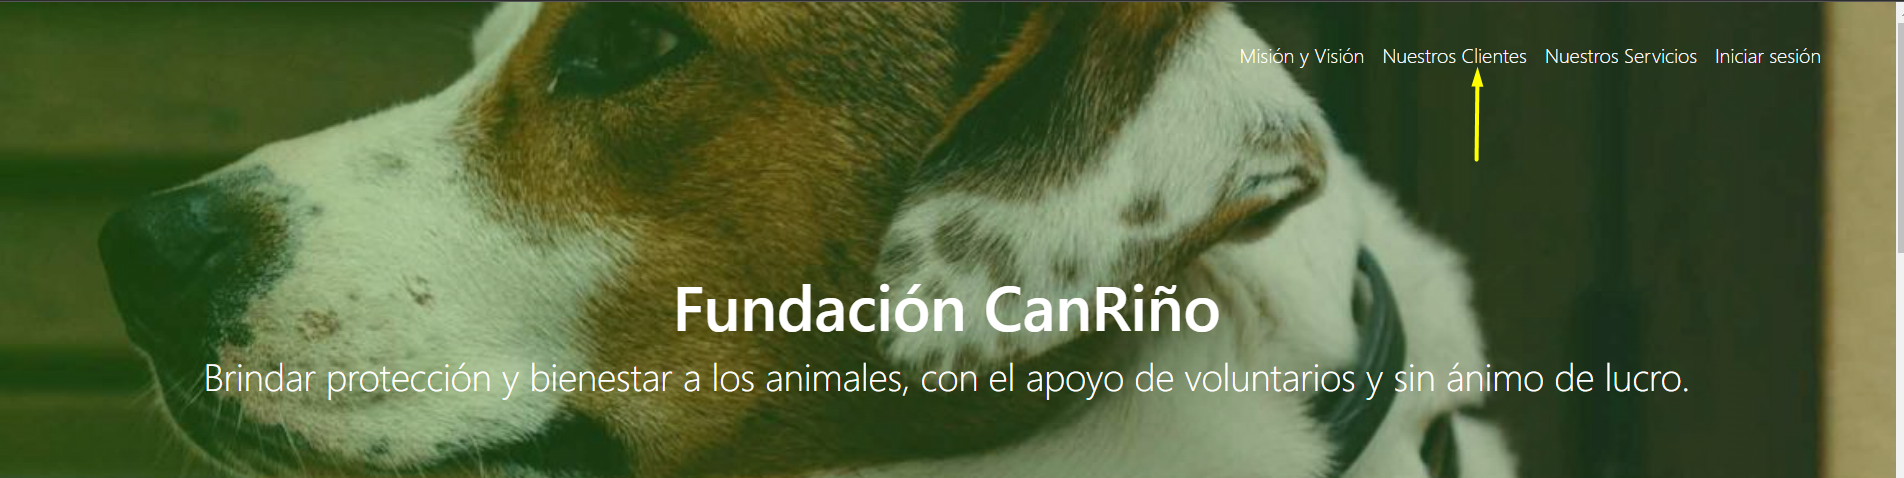 Misión y Visión Nuestros Clientes Nuestros Servicios Iniciar sesión
Fundación CanRiño
Brindar protección y bienestar a los animales, con el apoyo de voluntarios y sin ánimo de lucro.